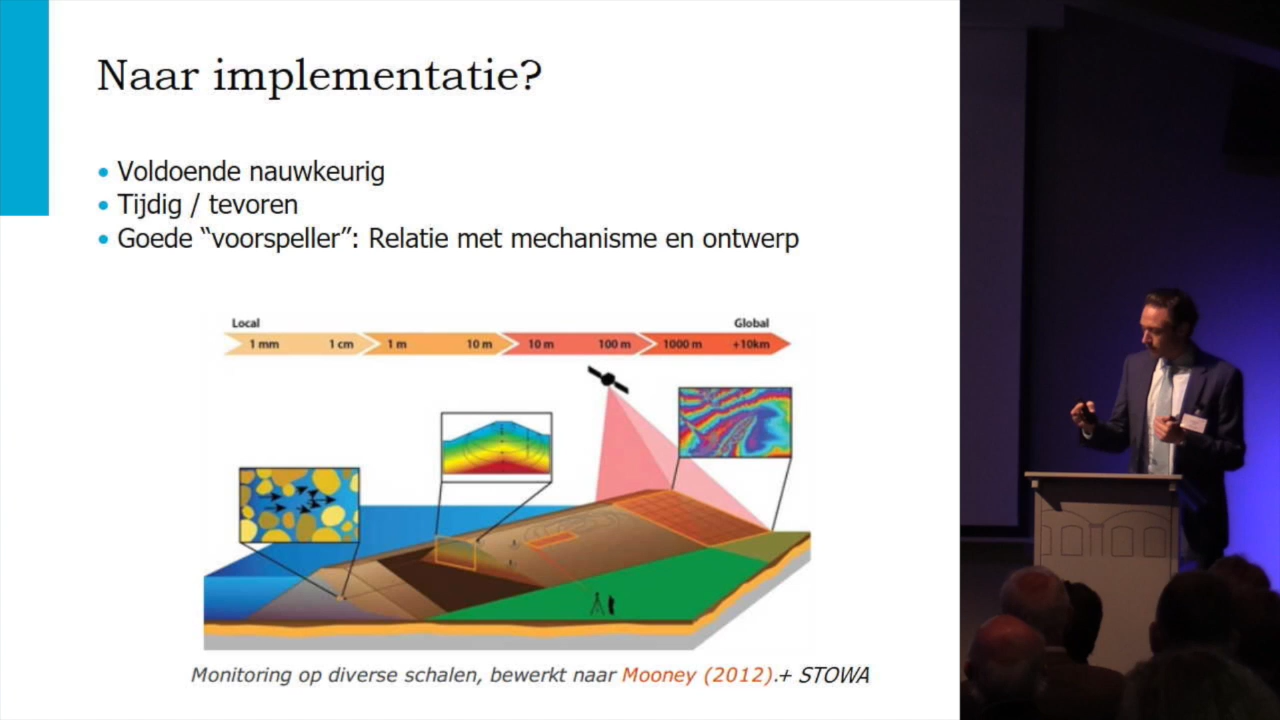 Naar implementatie?
• Voldoende nauwkeurig
• Tijdig / tevoren
• Goede “voorspeller”: Relatie met mechanisme en ontwerp
Local Global
1 mm 1 cm 1 m 10 m 10 m 100 m 1000 m +10km
Monitoring op diverse schalen, bewerkt naar Mooney (2012).+ STOWA